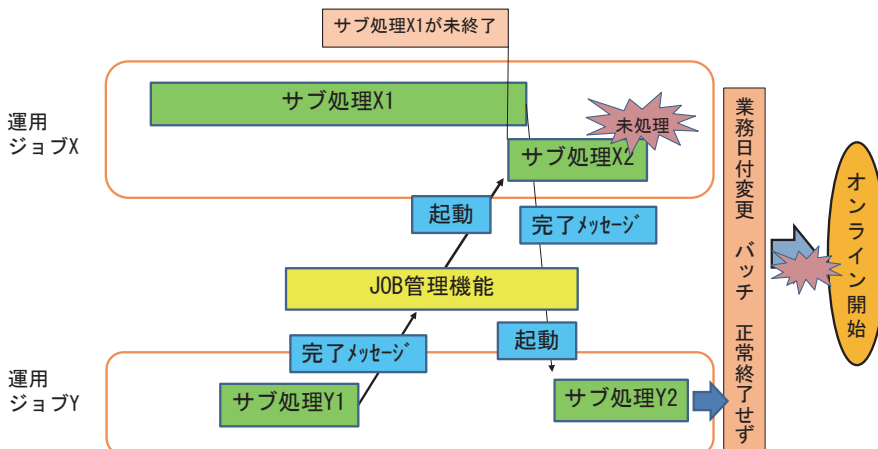 サブ処理X1が未終了
運用
ジョブX
サブ処理X1
未処理
サブ処理X2
起動
完了ﾒｯｾｰｼﾞ
JOB管理機能
完了ﾒｯｾｰｼﾞ
起動
運用
ジョブY
サブ処理Y1
サブ処理Y2
業務日付変更 バッチ 正常終了せず
オンライン開始